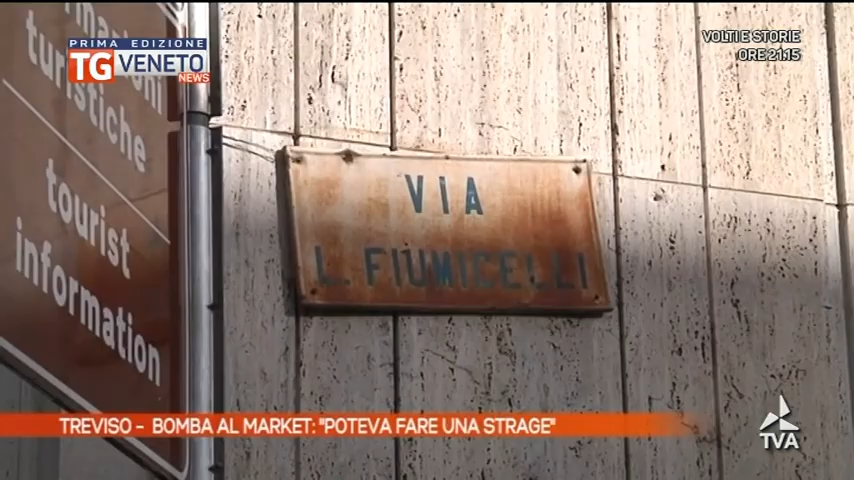 PRIMA EDIZIONE
TG VENETO
NEWS
VOLTI E STORIE
ORE 21.15
turistiche
tourist
information
VIA
L. FIUMICELLI
TREVISO - BOMBA AL MARKET: "POTEVA FARE UNA STRAGE"
TVA